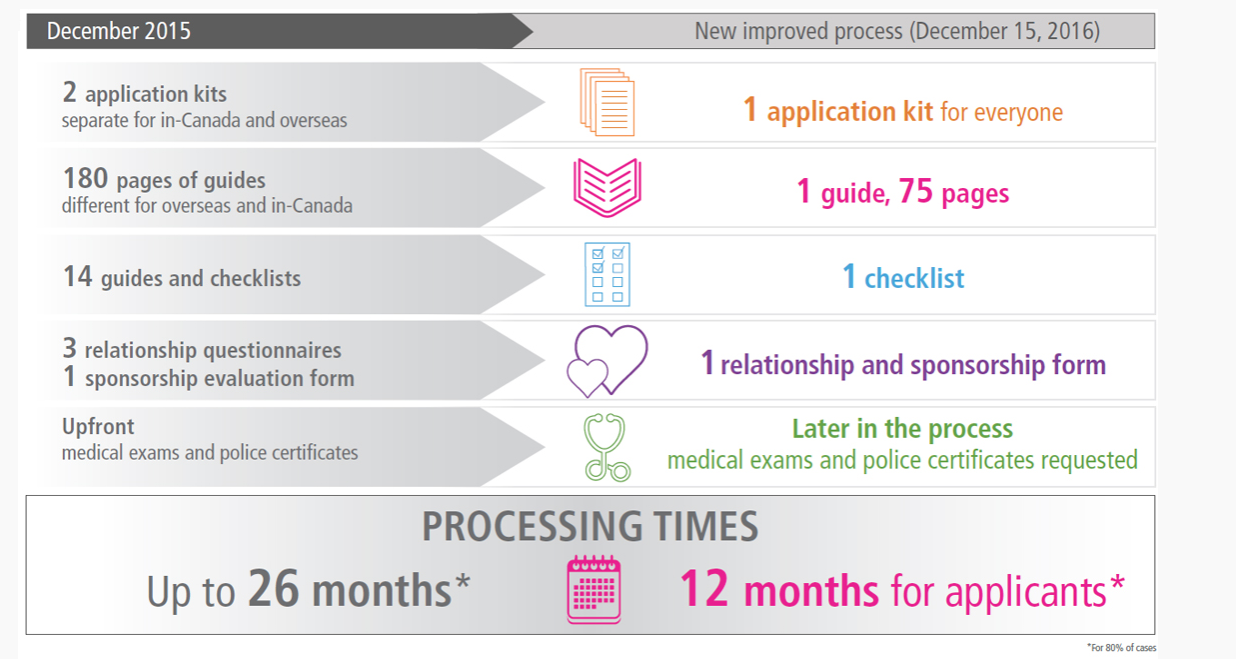 December 2015
New improved process (December 15, 2016)
2 application kits
separate for in-Canada and overseas
1 application kit for everyone
180 pages of guides
different for overseas and in-Canada
1 guide, 75 pages
14 guides and checklists
1 checklist
3 relationship questionnaires
1 sponsorship evaluation form
1 relationship and sponsorship form
Upfront
medical exams and police certificates
Later in the process
medical exams and police certificates requested
PROCESSING TIMES
Up to 26 months*
12 months for applicants*
*For 80% of cases